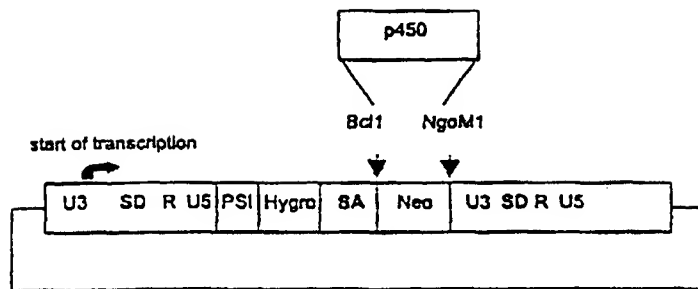 p450
Bcl1 NgoM1
start of transcription
U3 SD R U5 PSI Hygro SA Neo U3 SD R U5